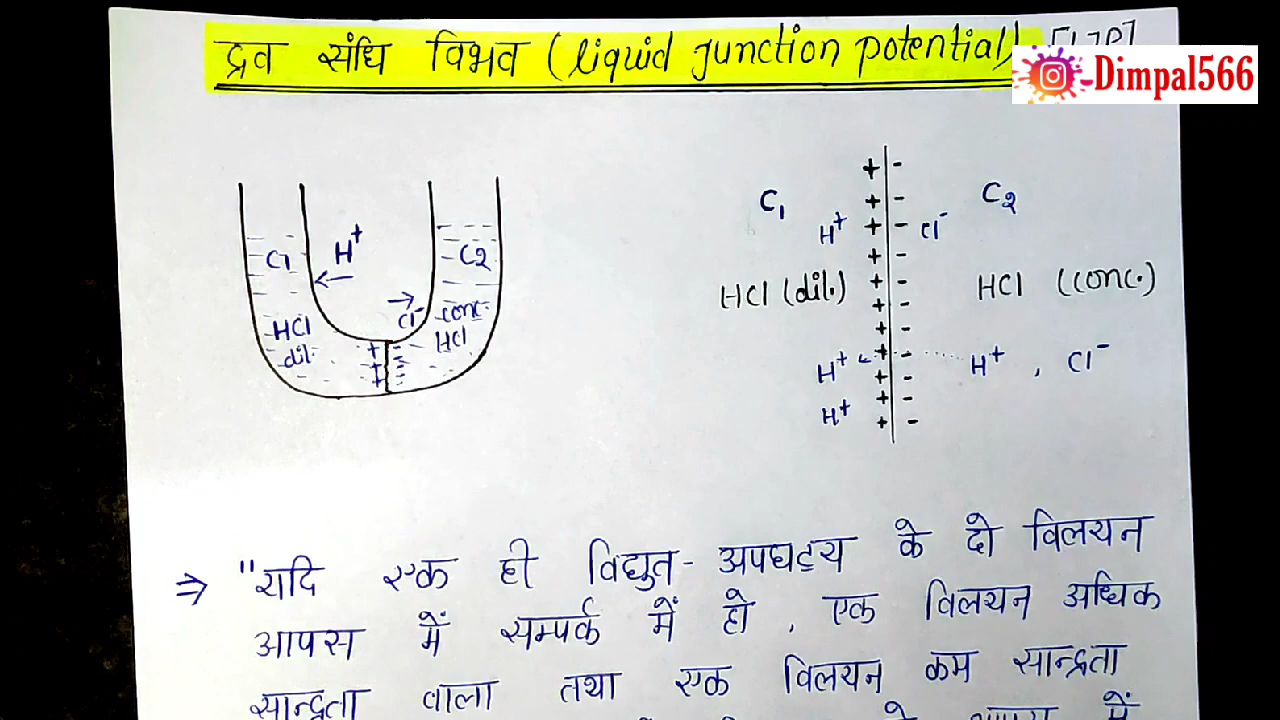 द्रव संधि विभव (liquid junction potential) [LJP]
-Dimpal566
C1 H+ C2
Cl- conc. HCl
HCl dil.
C1 C2
H+ Cl-
HCl (dil.) HCl (conc.)
H+ H+ , Cl-
H+
⇒ "यदि एक ही विद्युत-अपघट्य के दो विलयन
आपस में सम्पर्क में हो , एक विलयन अधिक
सान्द्रता वाला तथा एक विलयन कम सान्द्रता